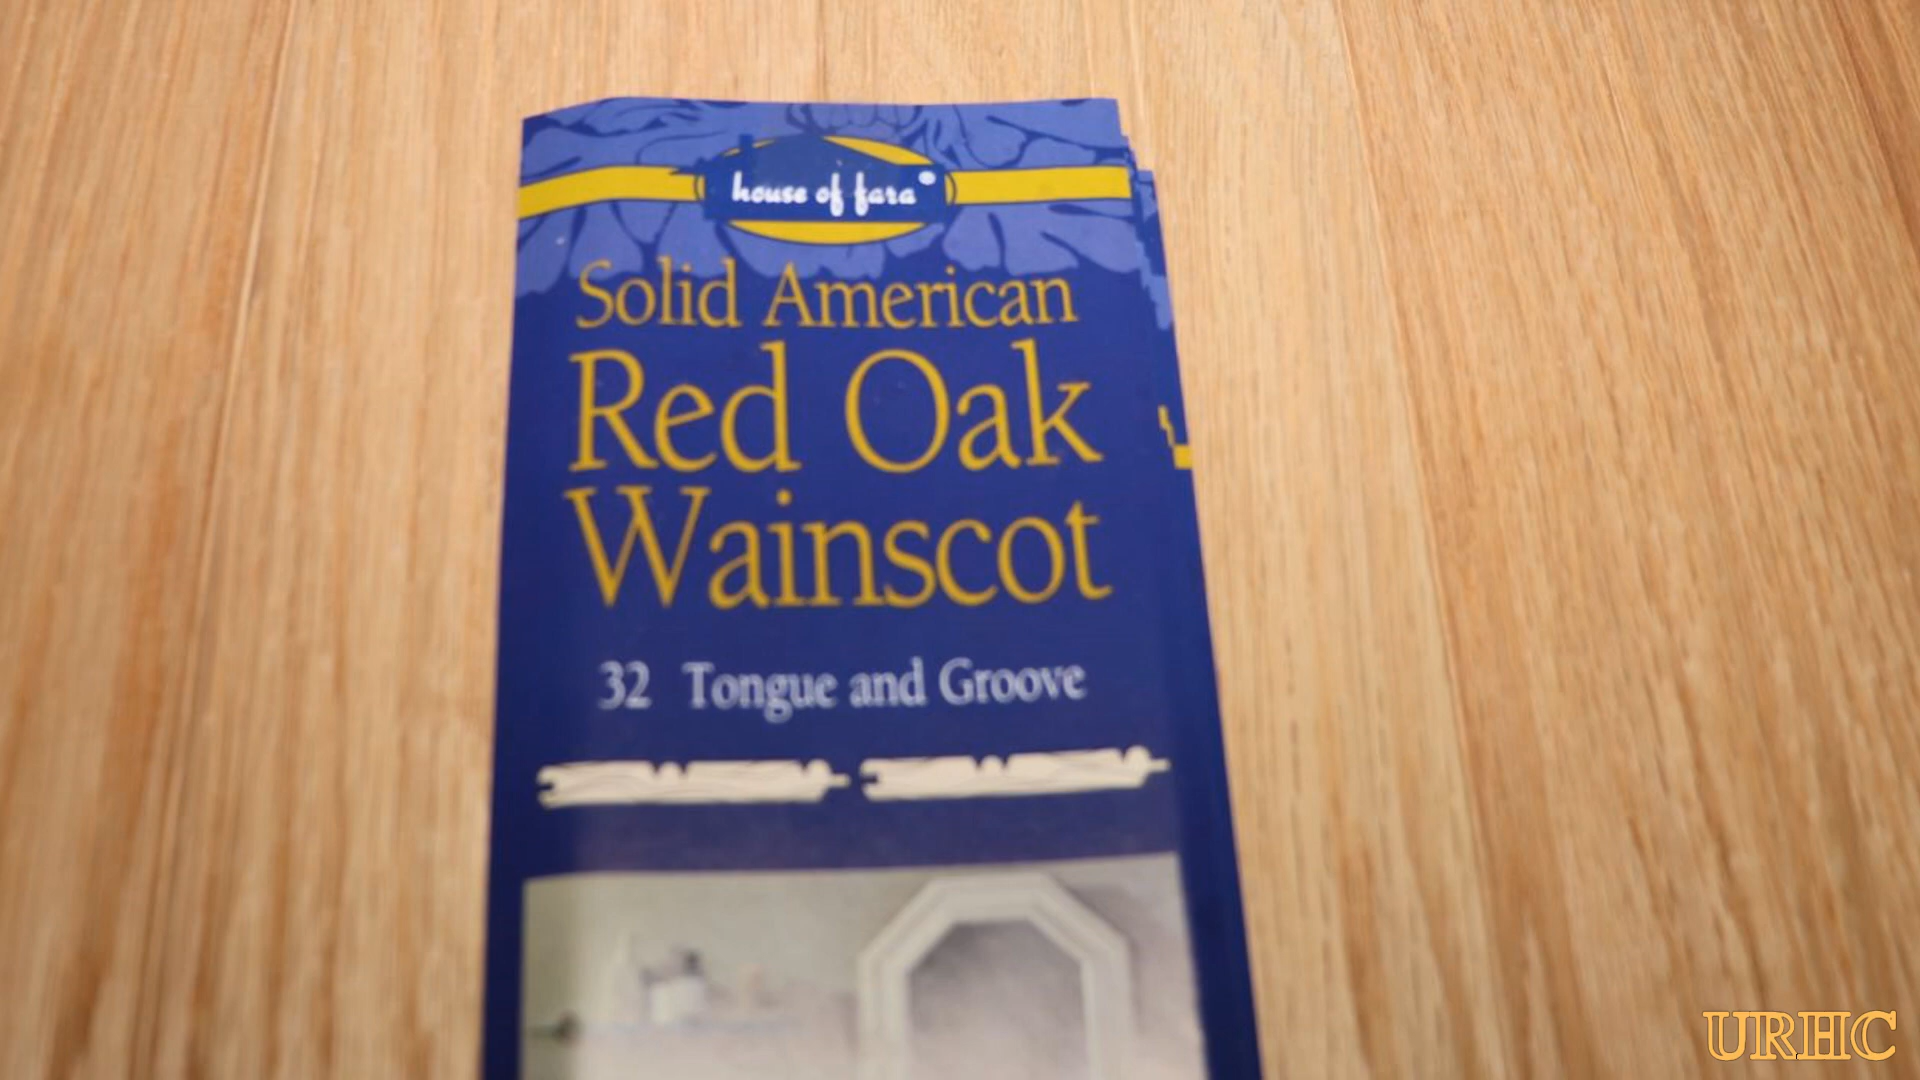 house of fara®
Solid American
Red Oak
Wainscot
32 Tongue and Groove
URHC